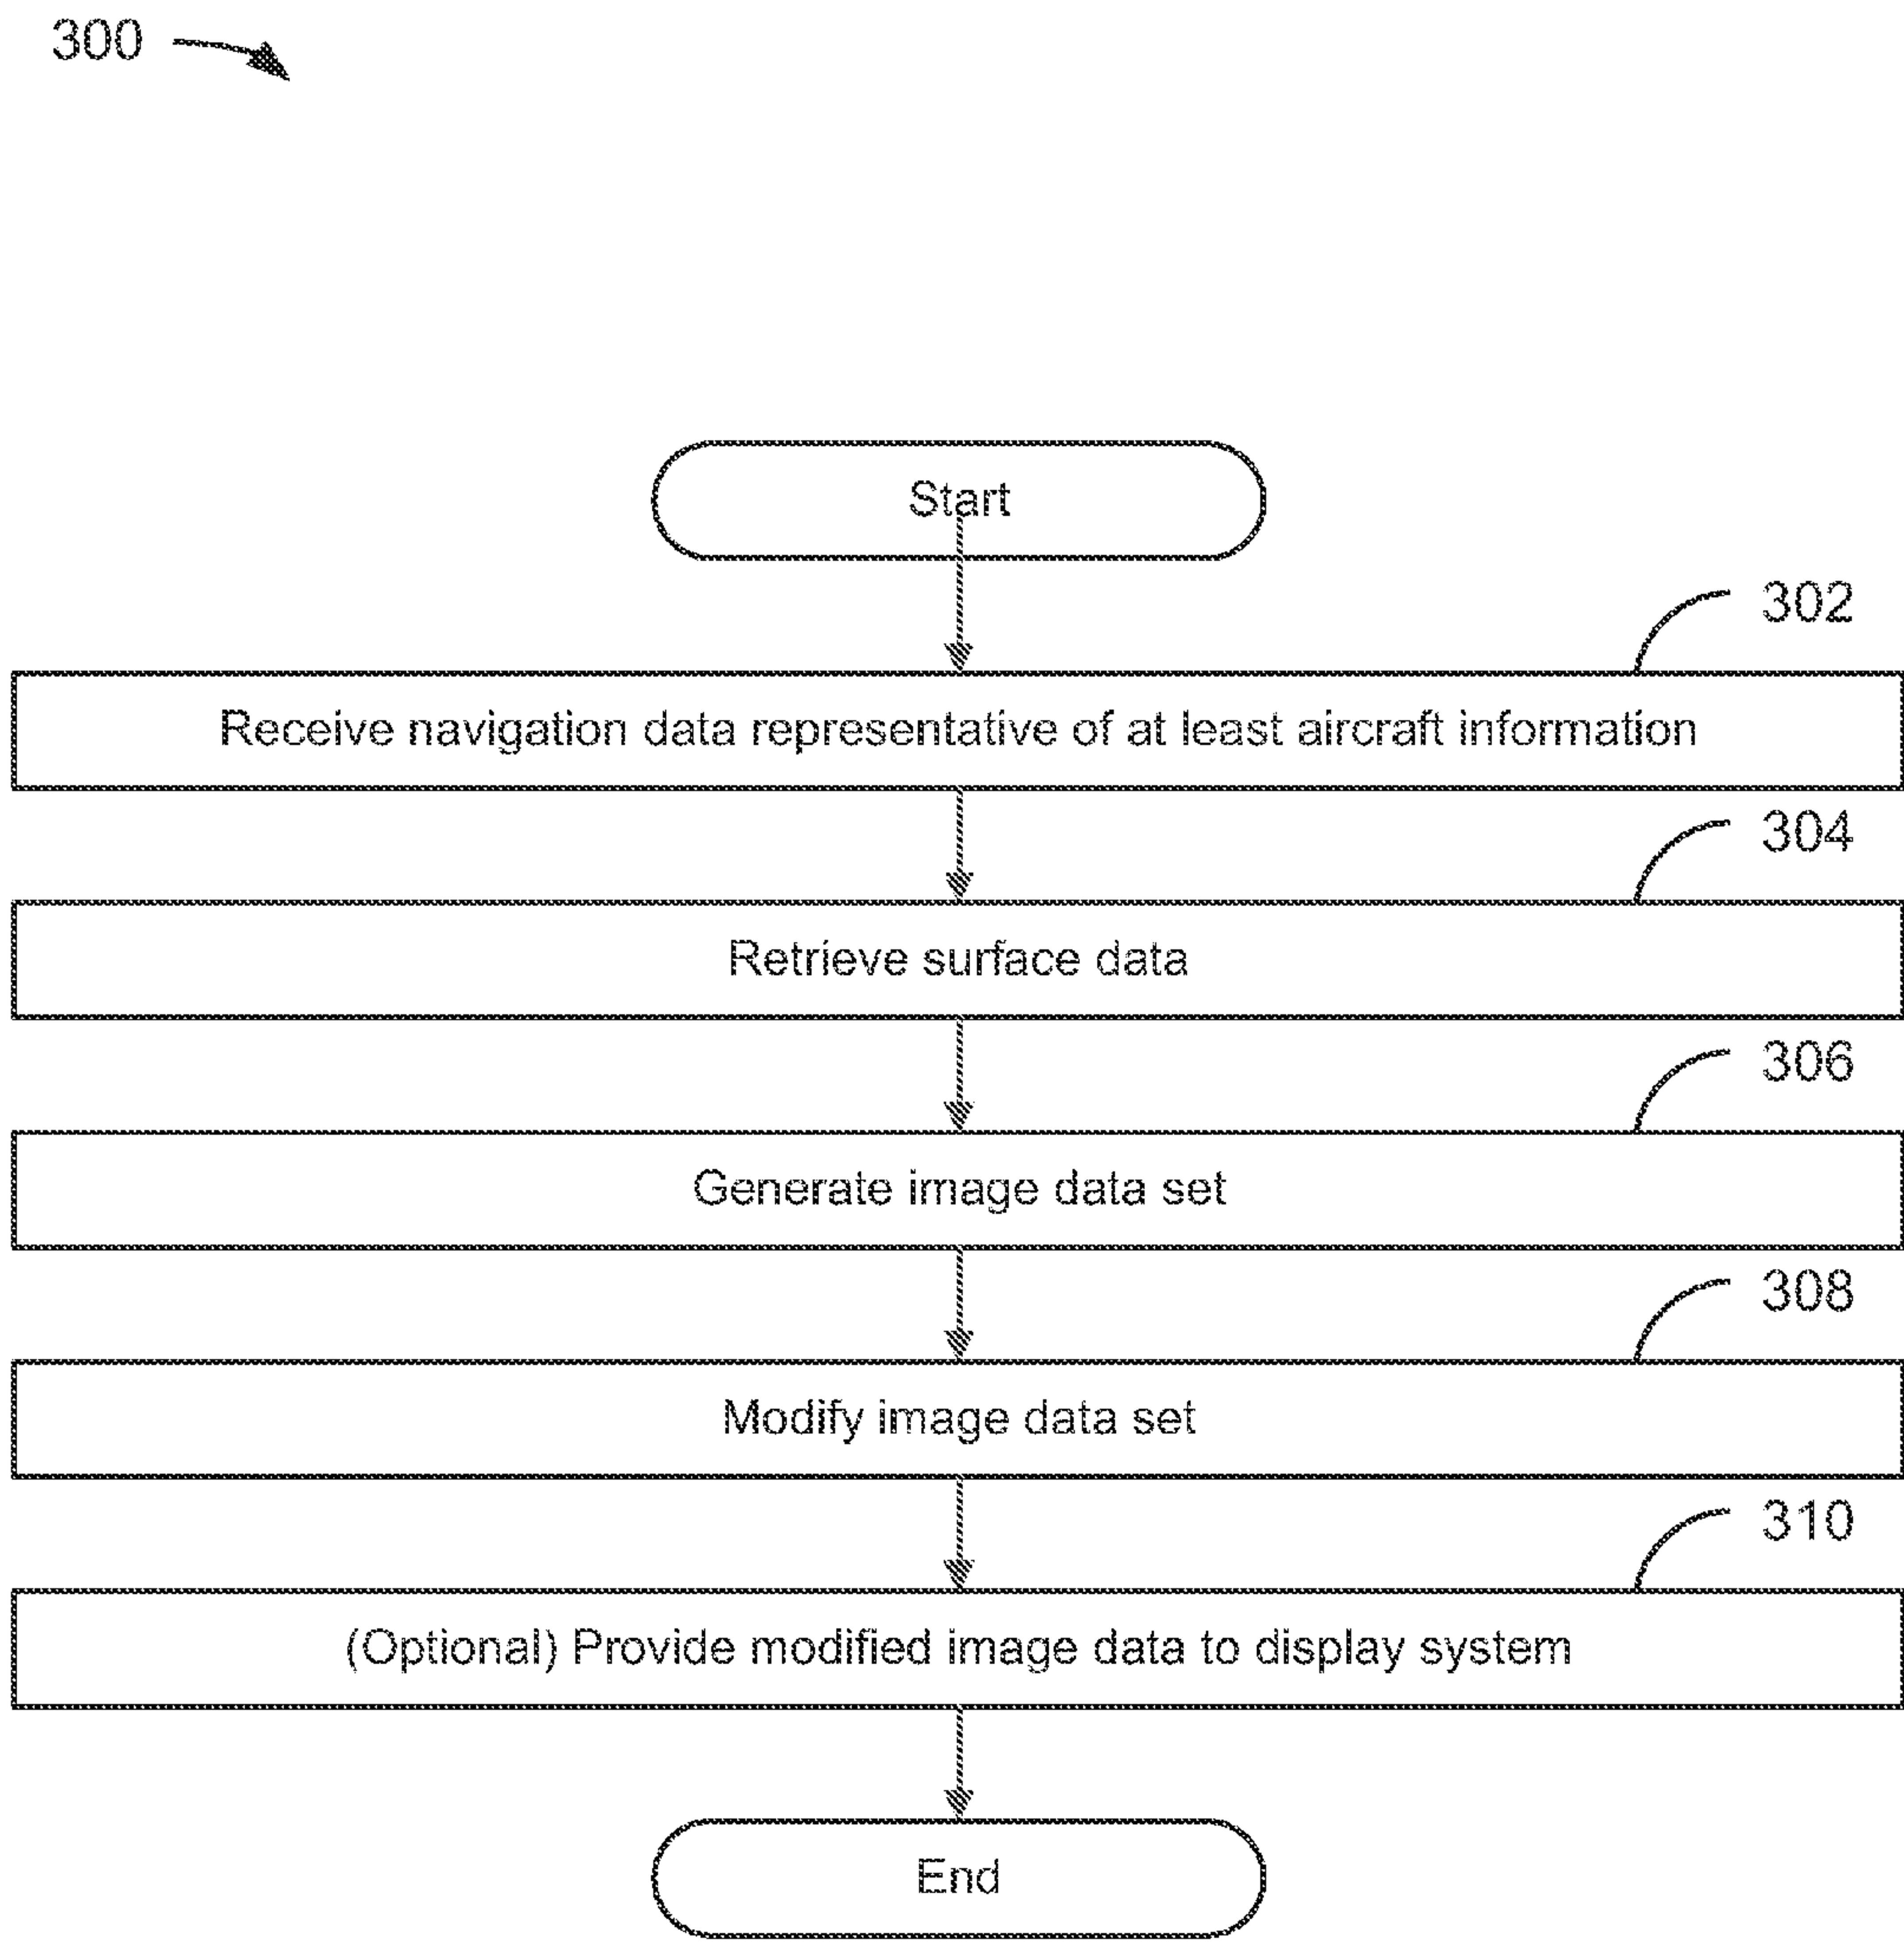 300
Start
302
Receive navigation data representative of at least aircraft information
304
Retrieve surface data
306
Generate image data set
308
Modify image data set
310
(Optional) Provide modified image data to display system
End